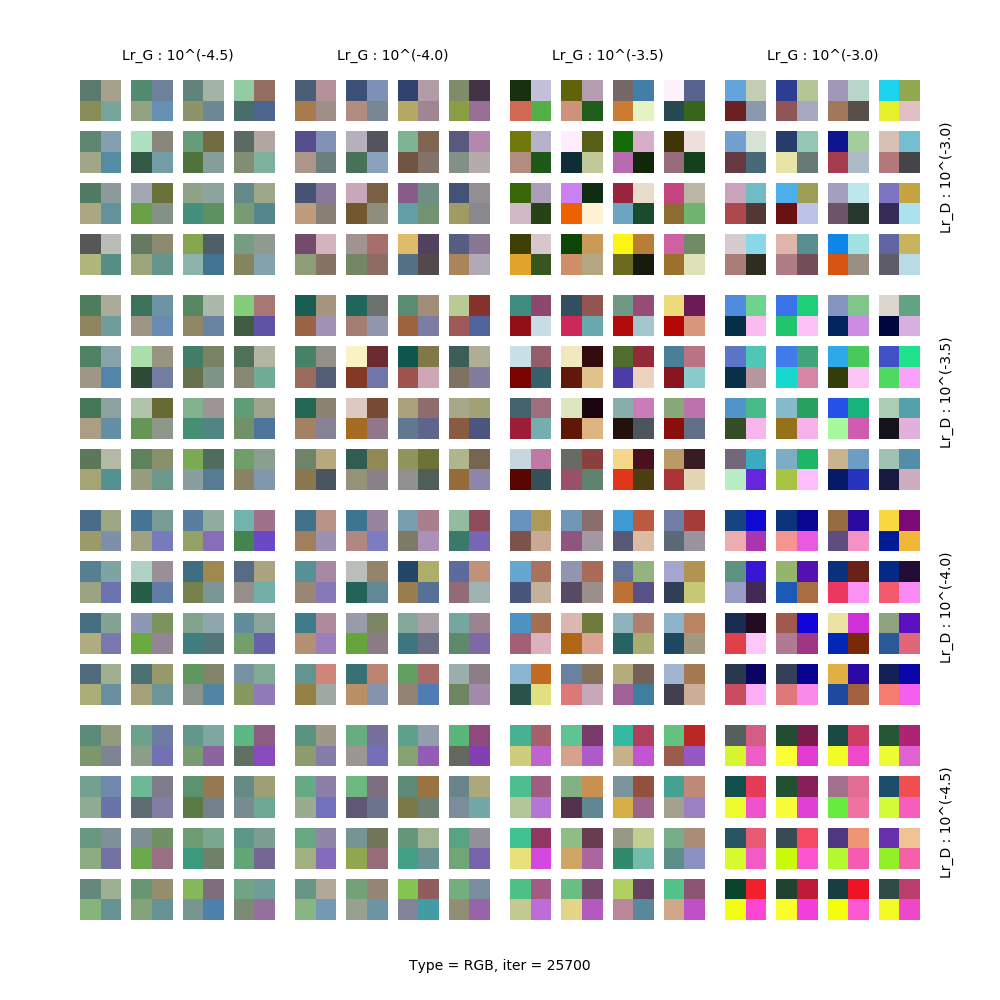 Lr_G : 10^(-4.5)
Lr_G : 10^(-4.0)
Lr_G : 10^(-3.5)
Lr_G : 10^(-3.0)
Lr_D : 10^(-3.0)
Lr_D : 10^(-3.5)
Lr_D : 10^(-4.0)
Lr_D : 10^(-4.5)
Type = RGB, iter = 25700